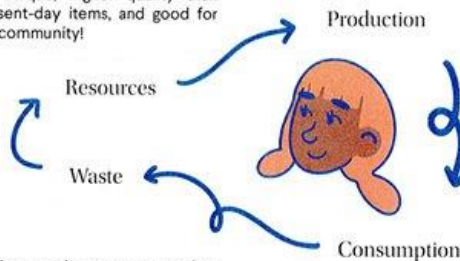 sent-day items, and good for
community!
Production
Resources
Waste
Consumption